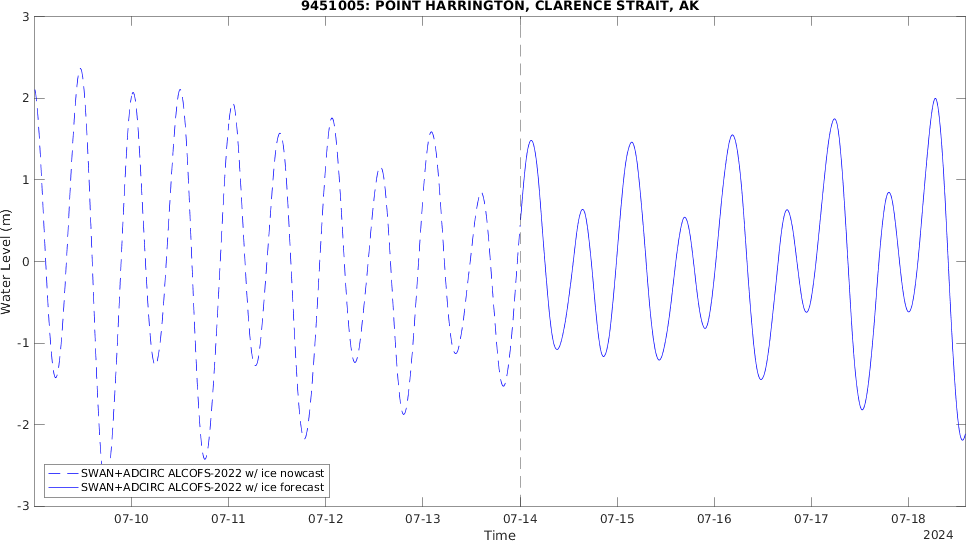 9451005: POINT HARRINGTON, CLARENCE STRAIT, AK
3
2
1
0
-1
-2
-3
Water Level (m)
SWAN+ADCIRC ALCOFS-2022 w/ ice nowcast
SWAN+ADCIRC ALCOFS-2022 w/ ice forecast
07-10 07-11 07-12 07-13 07-14 07-15 07-16 07-17 07-18
Time
2024